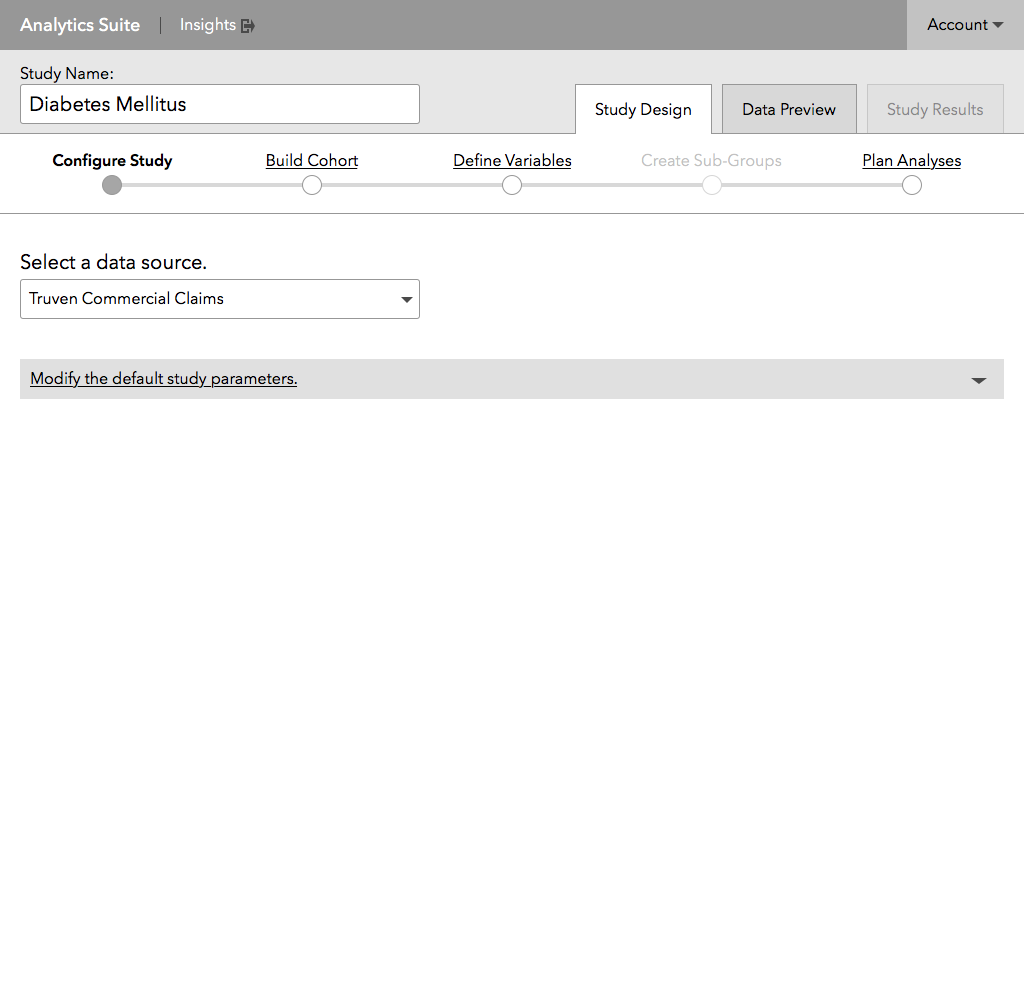 Analytics Suite | Insights
Account
Study Name:
Diabetes Mellitus
Study Design
Data Preview
Study Results
Configure Study
Build Cohort
Define Variables
Create Sub-Groups
Plan Analyses
Select a data source.
Truven Commercial Claims
Modify the default study parameters.